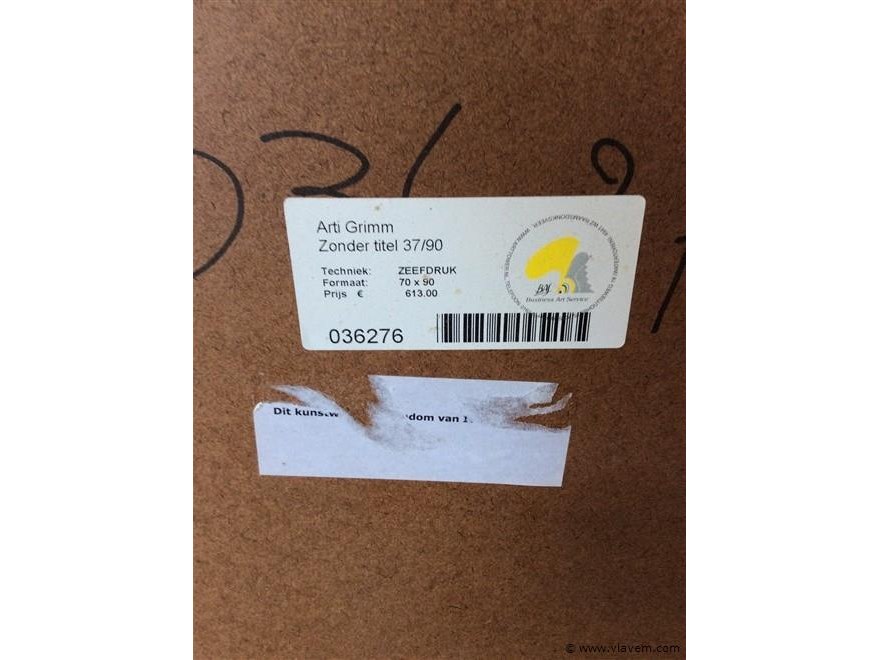 Arti Grimm
Zonder titel 37/90
Techniek: ZEEFDRUK
Formaat: 70 x 90
Prijs € 613.00
Business Art Service
036276
Dit kunstw dom van
© www.vlavem.com